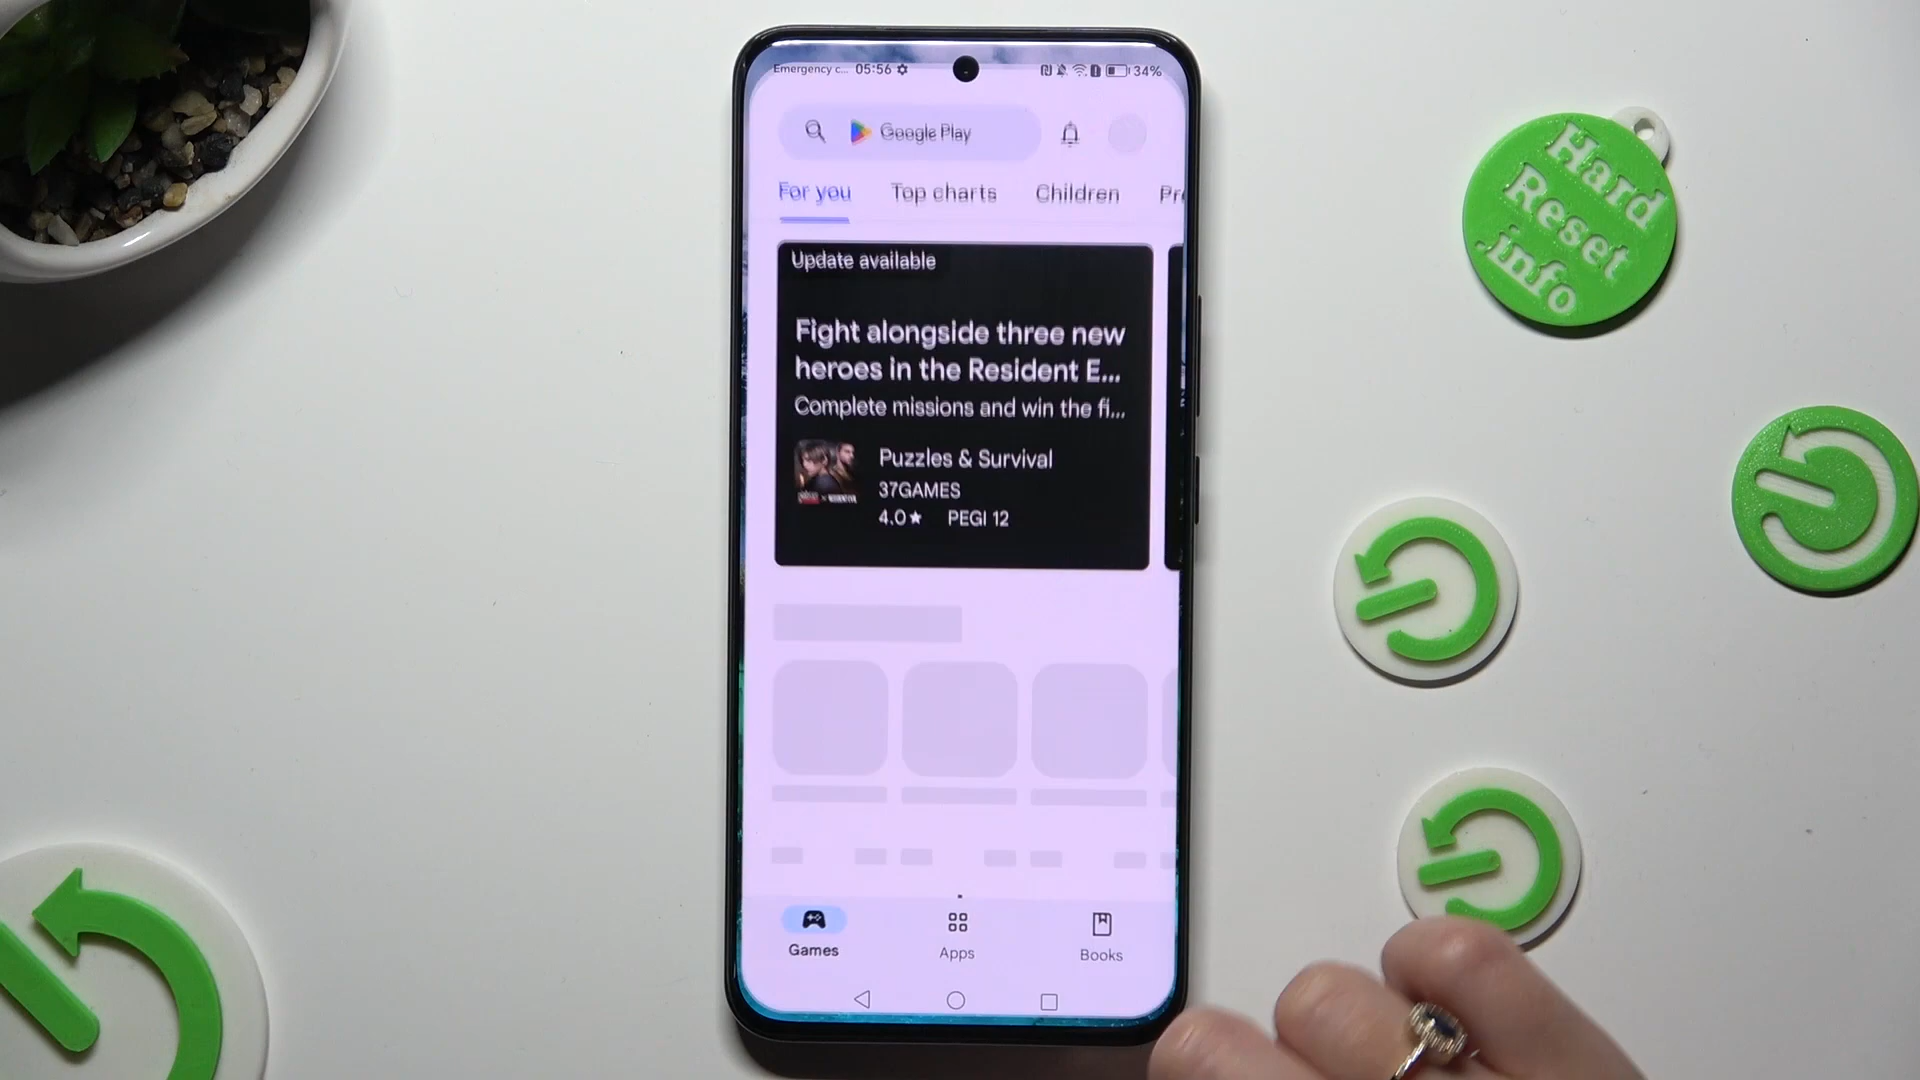 Emergency c... 05:56 34%
Google Play
For you Top charts Children Pr
Update available
Fight alongside three new
heroes in the Resident E...
Complete missions and win the fi...
Puzzles & Survival
37GAMES
4.0★ PEGI 12
Games Apps Books
Hard
Reset
.info